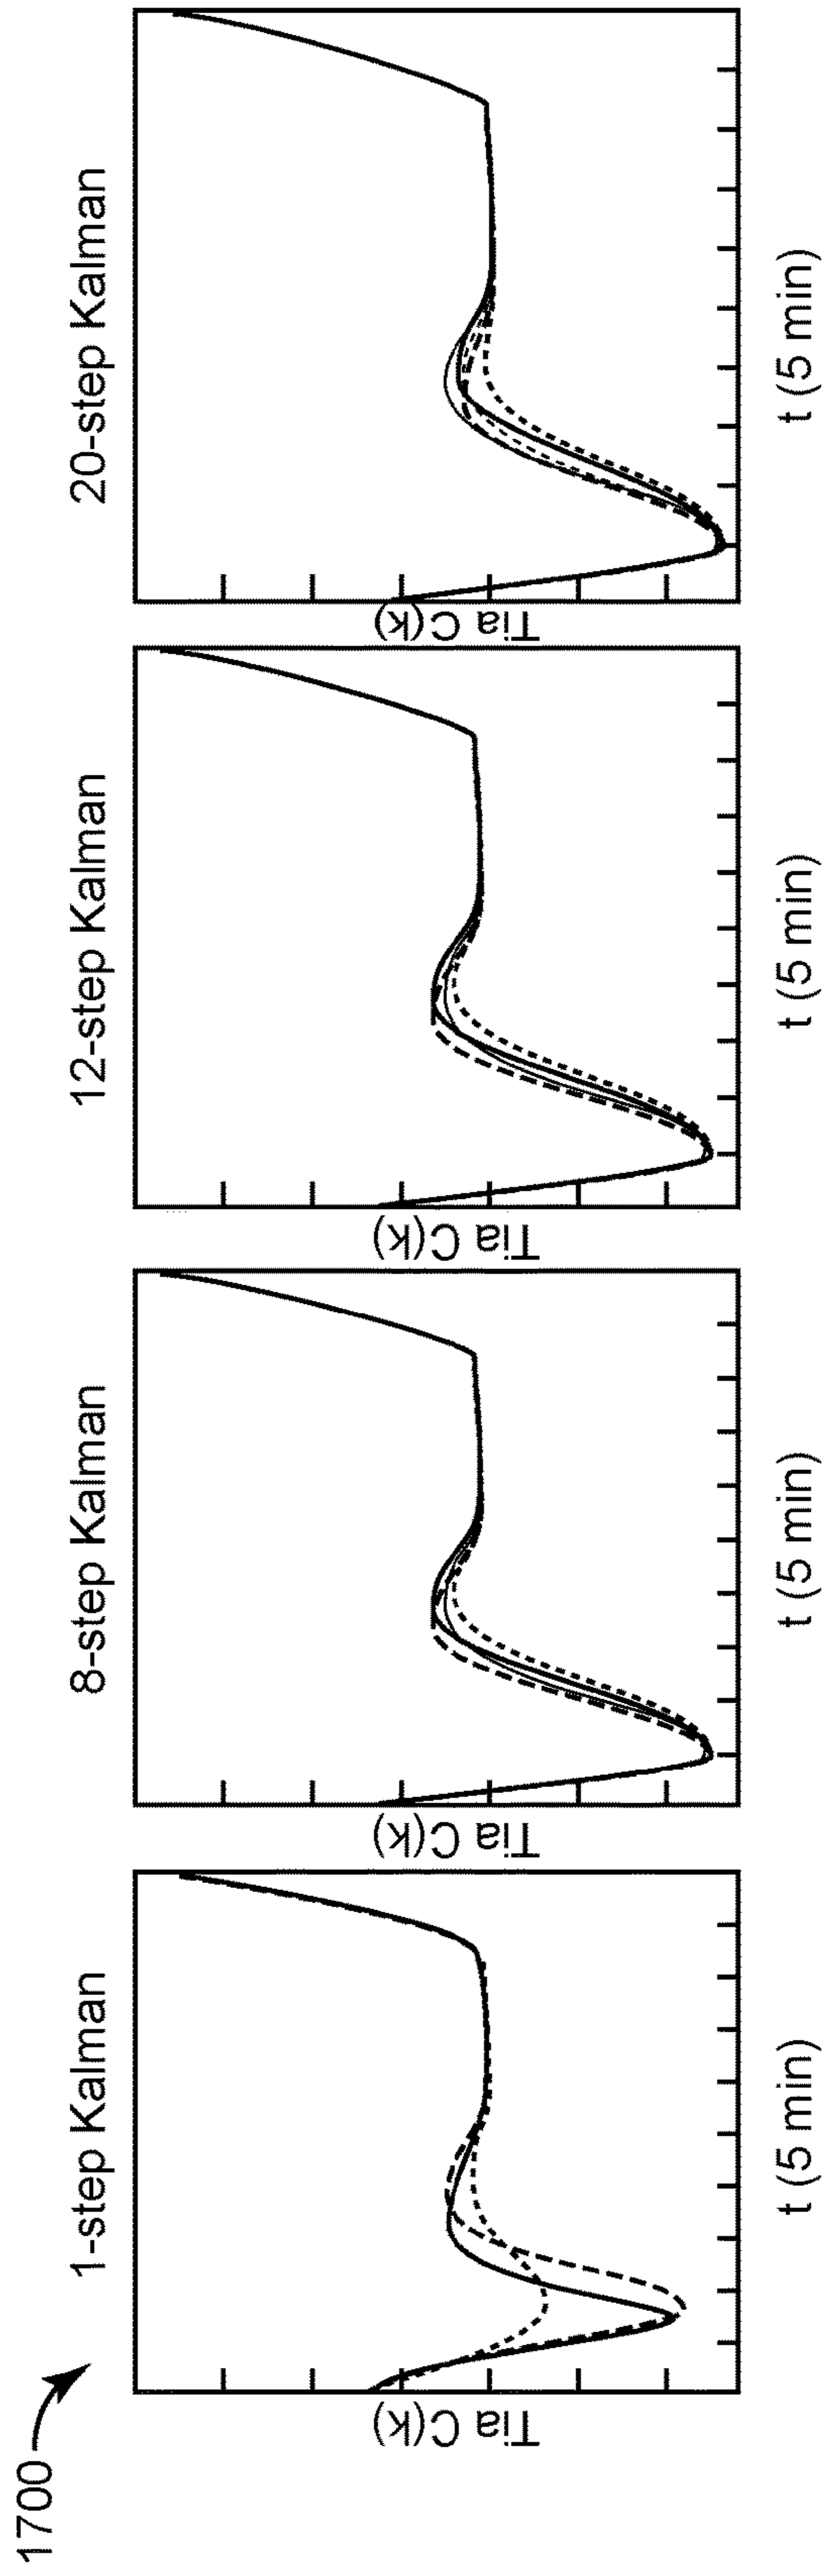 1700
1-step Kalman
8-step Kalman
12-step Kalman
20-step Kalman
Tia C(k)
Tia C(k)
Tia C(k)
Tia C(k)
t (5 min)
t (5 min)
t (5 min)
t (5 min)